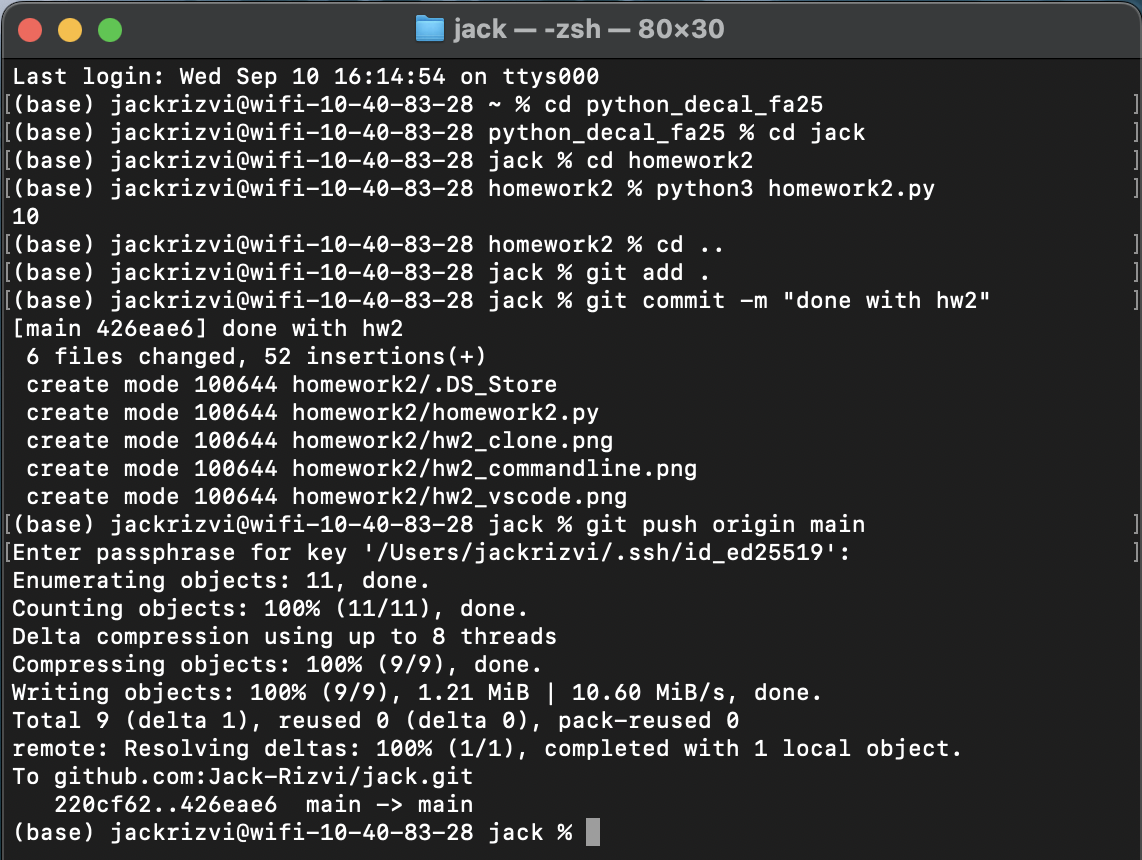 jack — -zsh — 80×30
Last login: Wed Sep 10 16:14:54 on ttys000
[(base) jackrizvi@wifi-10-40-83-28 ~ % cd python_decal_fa25 ]
[(base) jackrizvi@wifi-10-40-83-28 python_decal_fa25 % cd jack ]
[(base) jackrizvi@wifi-10-40-83-28 jack % cd homework2 ]
[(base) jackrizvi@wifi-10-40-83-28 homework2 % python3 homework2.py ]
10
[(base) jackrizvi@wifi-10-40-83-28 homework2 % cd .. ]
[(base) jackrizvi@wifi-10-40-83-28 jack % git add . ]
[(base) jackrizvi@wifi-10-40-83-28 jack % git commit -m "done with hw2" ]
[main 426eae6] done with hw2
 6 files changed, 52 insertions(+)
 create mode 100644 homework2/.DS_Store
 create mode 100644 homework2/homework2.py
 create mode 100644 homework2/hw2_clone.png
 create mode 100644 homework2/hw2_commandline.png
 create mode 100644 homework2/hw2_vscode.png
[(base) jackrizvi@wifi-10-40-83-28 jack % git push origin main ]
[Enter passphrase for key '/Users/jackrizvi/.ssh/id_ed25519': ]
Enumerating objects: 11, done.
Counting objects: 100% (11/11), done.
Delta compression using up to 8 threads
Compressing objects: 100% (9/9), done.
Writing objects: 100% (9/9), 1.21 MiB | 10.60 MiB/s, done.
Total 9 (delta 1), reused 0 (delta 0), pack-reused 0
remote: Resolving deltas: 100% (1/1), completed with 1 local object.
To github.com:Jack-Rizvi/jack.git
   220cf62..426eae6  main -> main
(base) jackrizvi@wifi-10-40-83-28 jack %